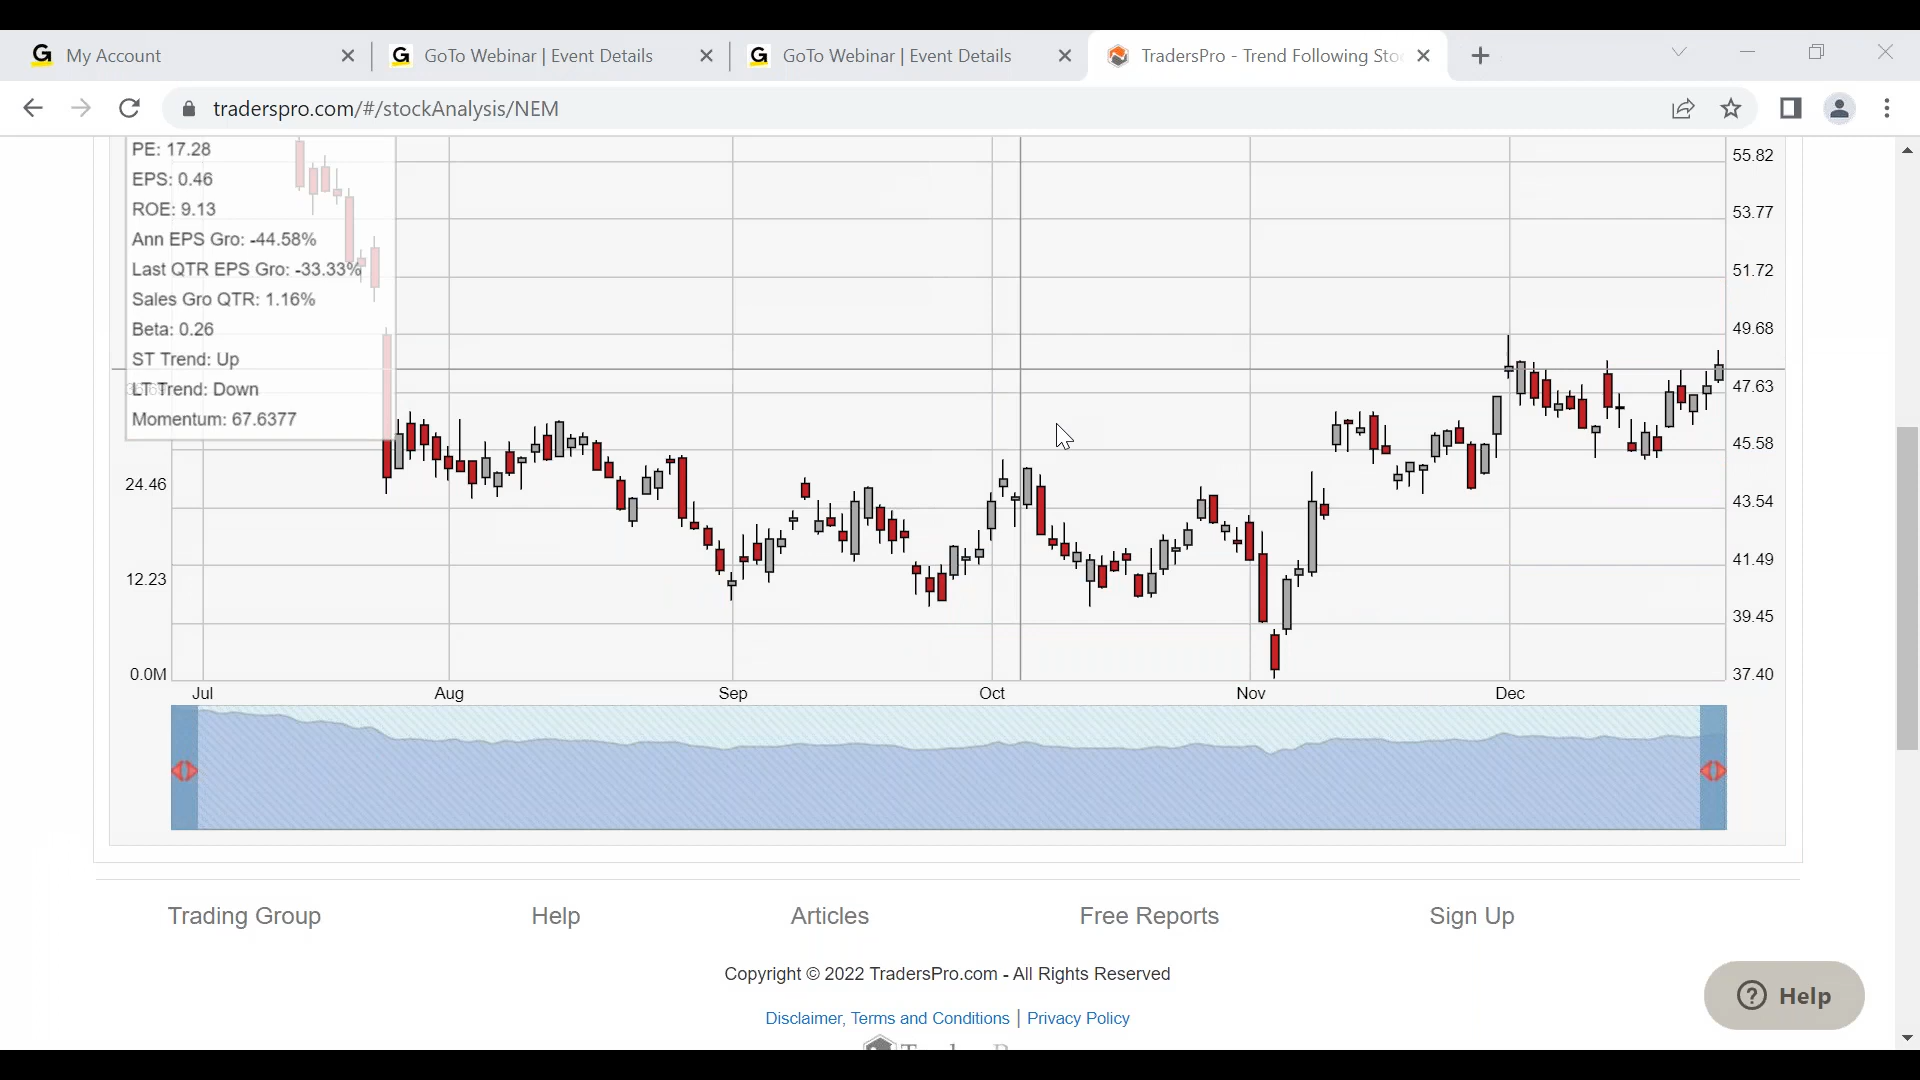 G My Account
G GoTo Webinar | Event Details
G GoTo Webinar | Event Details
TradersPro - Trend Following Sto
traderspro.com/#/stockAnalysis/NEM
PE: 17.28
EPS: 0.46
ROE: 9.13
Ann EPS Gro: -44.58%
Last QTR EPS Gro: -33.33%
Sales Gro QTR: 1.16%
Beta: 0.26
ST Trend: Up
LT Trend: Down
Momentum: 67.6377
24.46
12.23
0.0M
55.82
53.77
51.72
49.68
47.63
45.58
43.54
41.49
39.45
37.40
Jul Aug Sep Oct Nov Dec
Trading Group Help Articles Free Reports Sign Up
Copyright © 2022 TradersPro.com - All Rights Reserved
Disclaimer, Terms and Conditions | Privacy Policy
Help